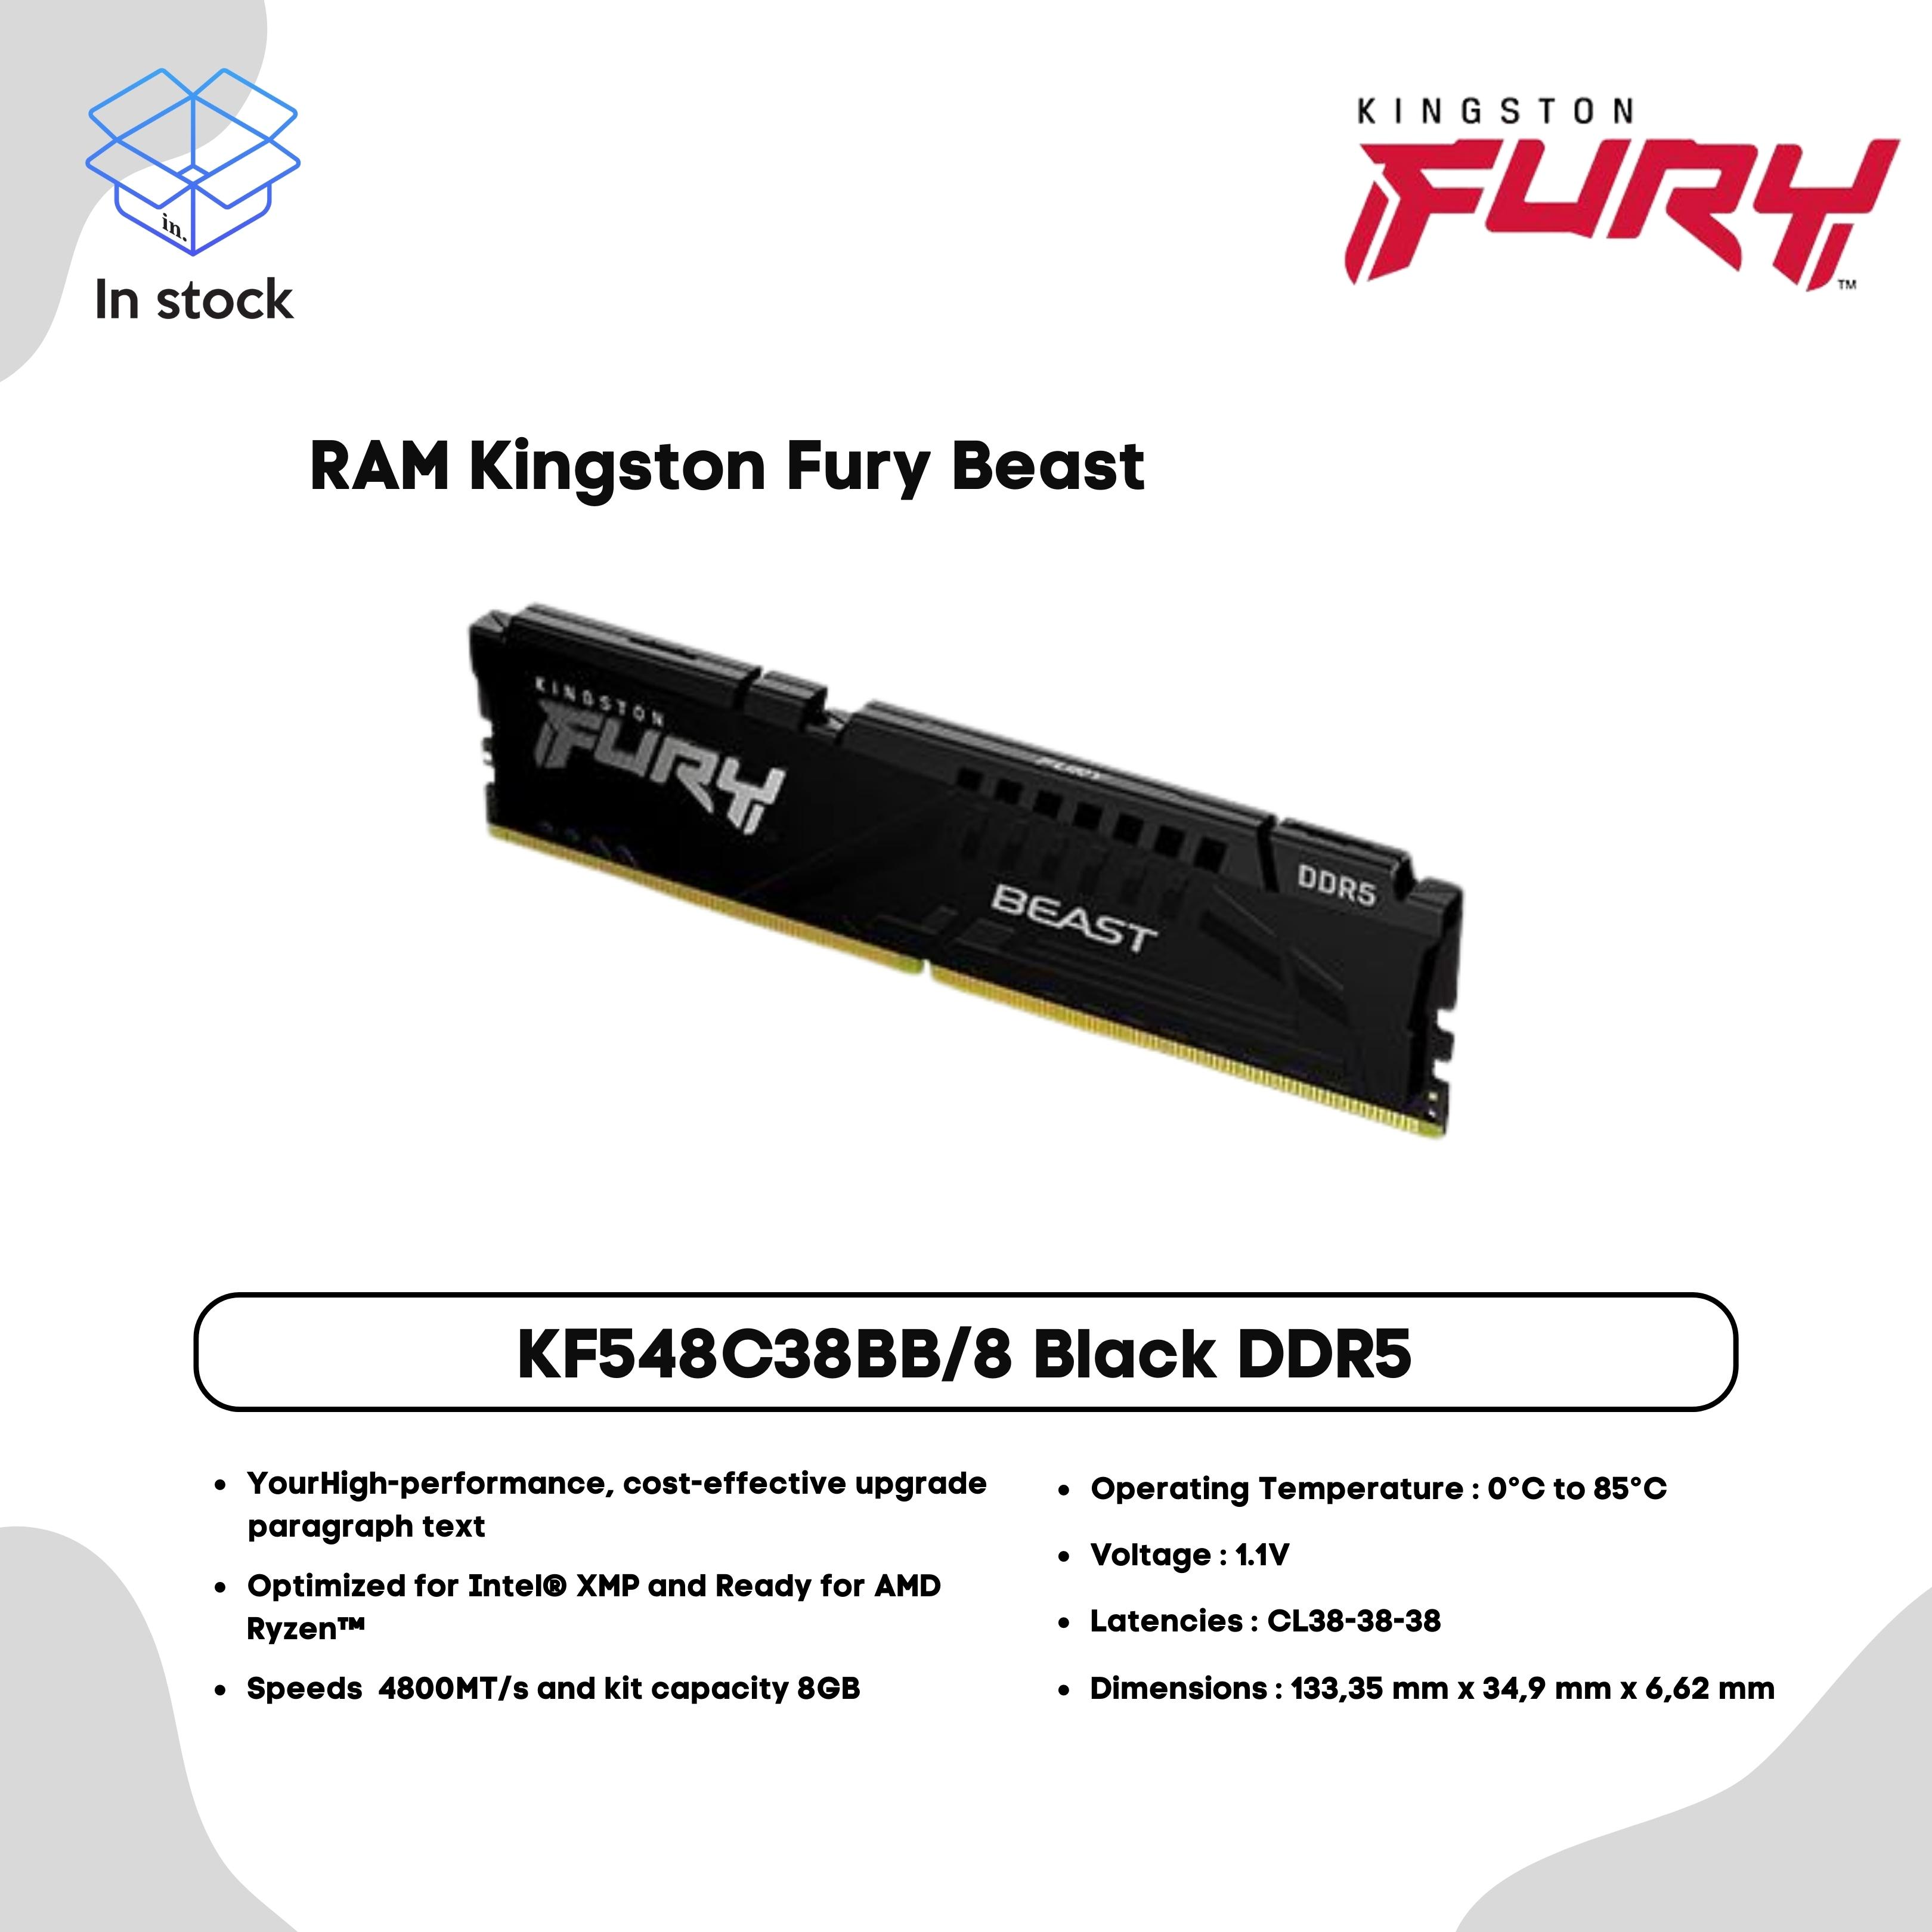 in.
In stock
KINGSTON
FURY
TM
RAM Kingston Fury Beast
KINGSTON
FURY
FURY
BEAST
DDR5
KF548C38BB/8 Black DDR5
• YourHigh-performance, cost-effective upgrade
paragraph text
• Optimized for Intel® XMP and Ready for AMD
Ryzen™
• Speeds  4800MT/s and kit capacity 8GB
• Operating Temperature : 0°C to 85°C
• Voltage : 1.1V
• Latencies : CL38-38-38
• Dimensions : 133,35 mm x 34,9 mm x 6,62 mm